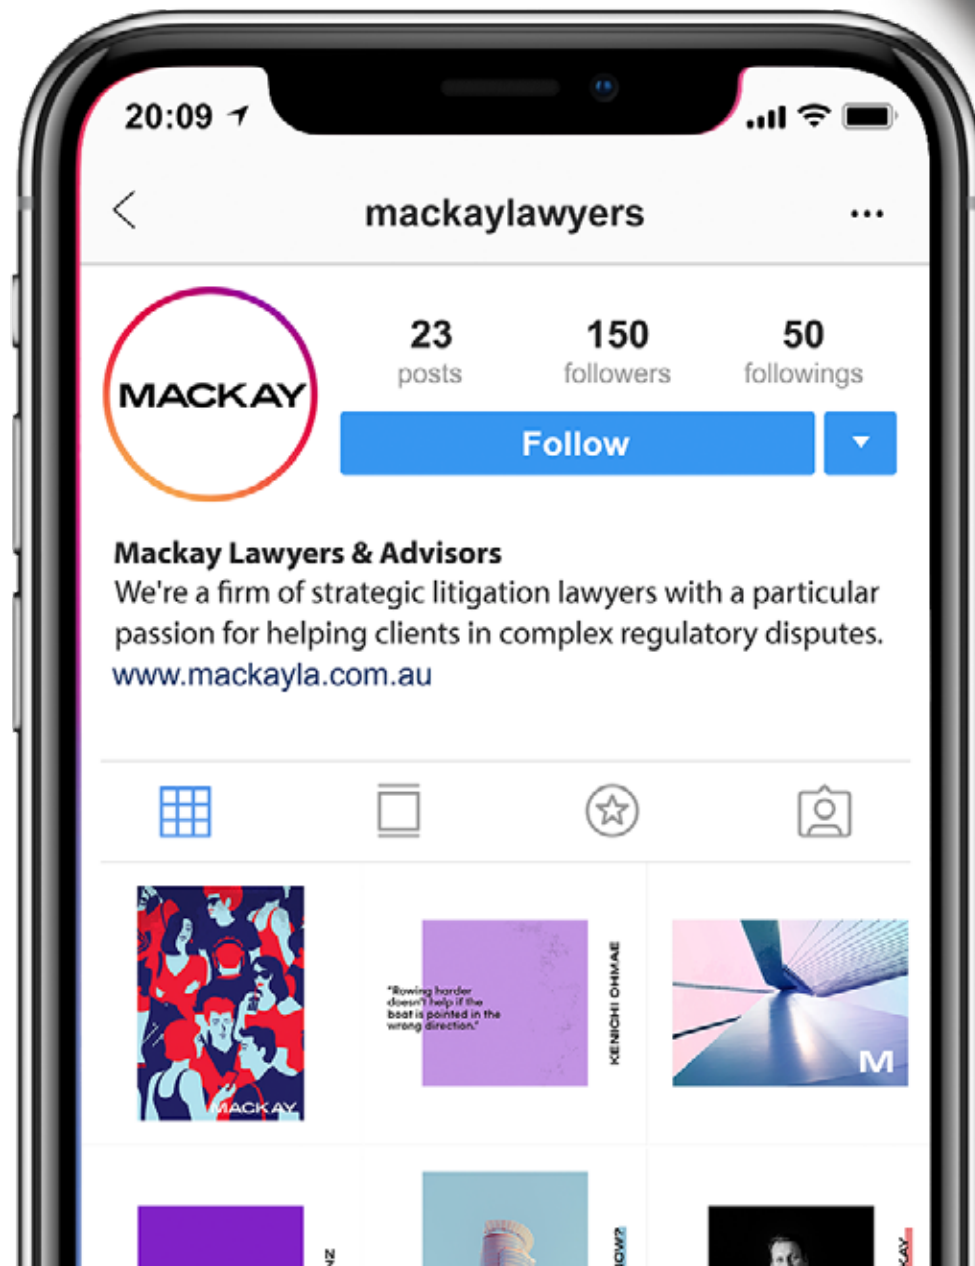 20:09
mackaylawyers
MACKAY
23
150
50
posts
followers
followings
Follow
Mackay Lawyers & Advisors
We're a firm of strategic litigation lawyers with a particular
passion for helping clients in complex regulatory disputes.
www.mackayla.com.au
MACKAY
"Rowing harder
doesn't help if the
boat is pointed in the
wrong direction."
KENICHI OHMAE
M